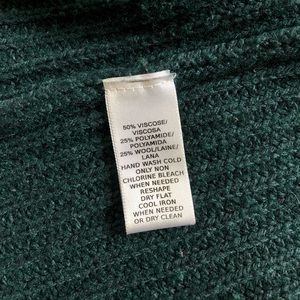 50% VISCOSE/
VISCOSA
25% POLYAMIDE/
POLYAMIDA
25% WOOL/LAINE/
LANA
HAND WASH COLD
ONLY NON
CHLORINE BLEACH
WHEN NEEDED
RESHAPE
DRY FLAT
COOL IRON
WHEN NEEDED
OR DRY CLEAN